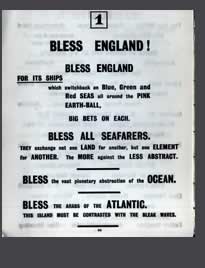 1
BLESS ENGLAND!
BLESS ENGLAND
FOR ITS SHIPS
which switchback on Blue, Green and
Red SEAS all around the PINK
EARTH-BALL,
BIG BETS ON EACH.
BLESS ALL SEAFARERS.
THEY exchange not one LAND for another, but one ELEMENT
for ANOTHER. The MORE against the LESS ABSTRACT.
BLESS the vast planetary abstraction of the OCEAN.
BLESS THE ARABS OF THE ATLANTIC.
THIS ISLAND MUST BE CONTRASTED WITH THE BLEAK WAVES.